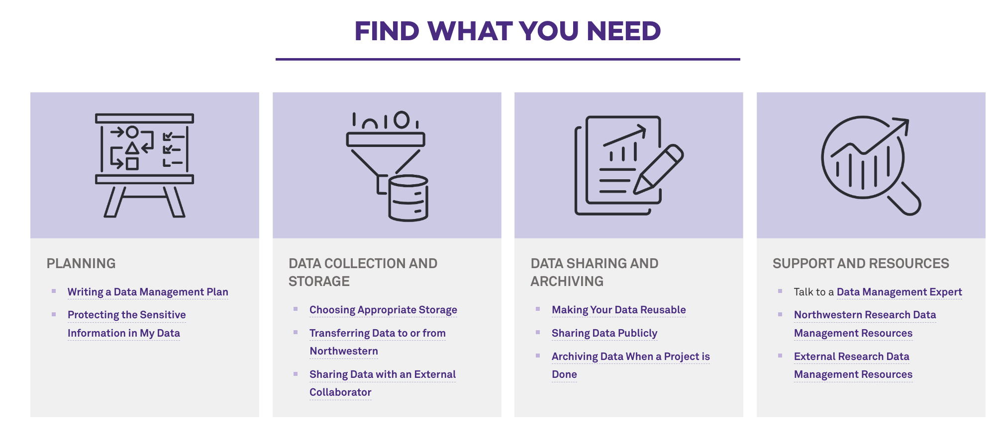 FIND WHAT YOU NEED
PLANNING
Writing a Data Management Plan
Protecting the Sensitive
Information in My Data
DATA COLLECTION AND
STORAGE
Choosing Appropriate Storage
Transferring Data to or from
Northwestern
Sharing Data with an External
Collaborator
DATA SHARING AND
ARCHIVING
Making Your Data Reusable
Sharing Data Publicly
Archiving Data When a Project is
Done
SUPPORT AND RESOURCES
Talk to a Data Management Expert
Northwestern Research Data
Management Resources
External Research Data
Management Resources